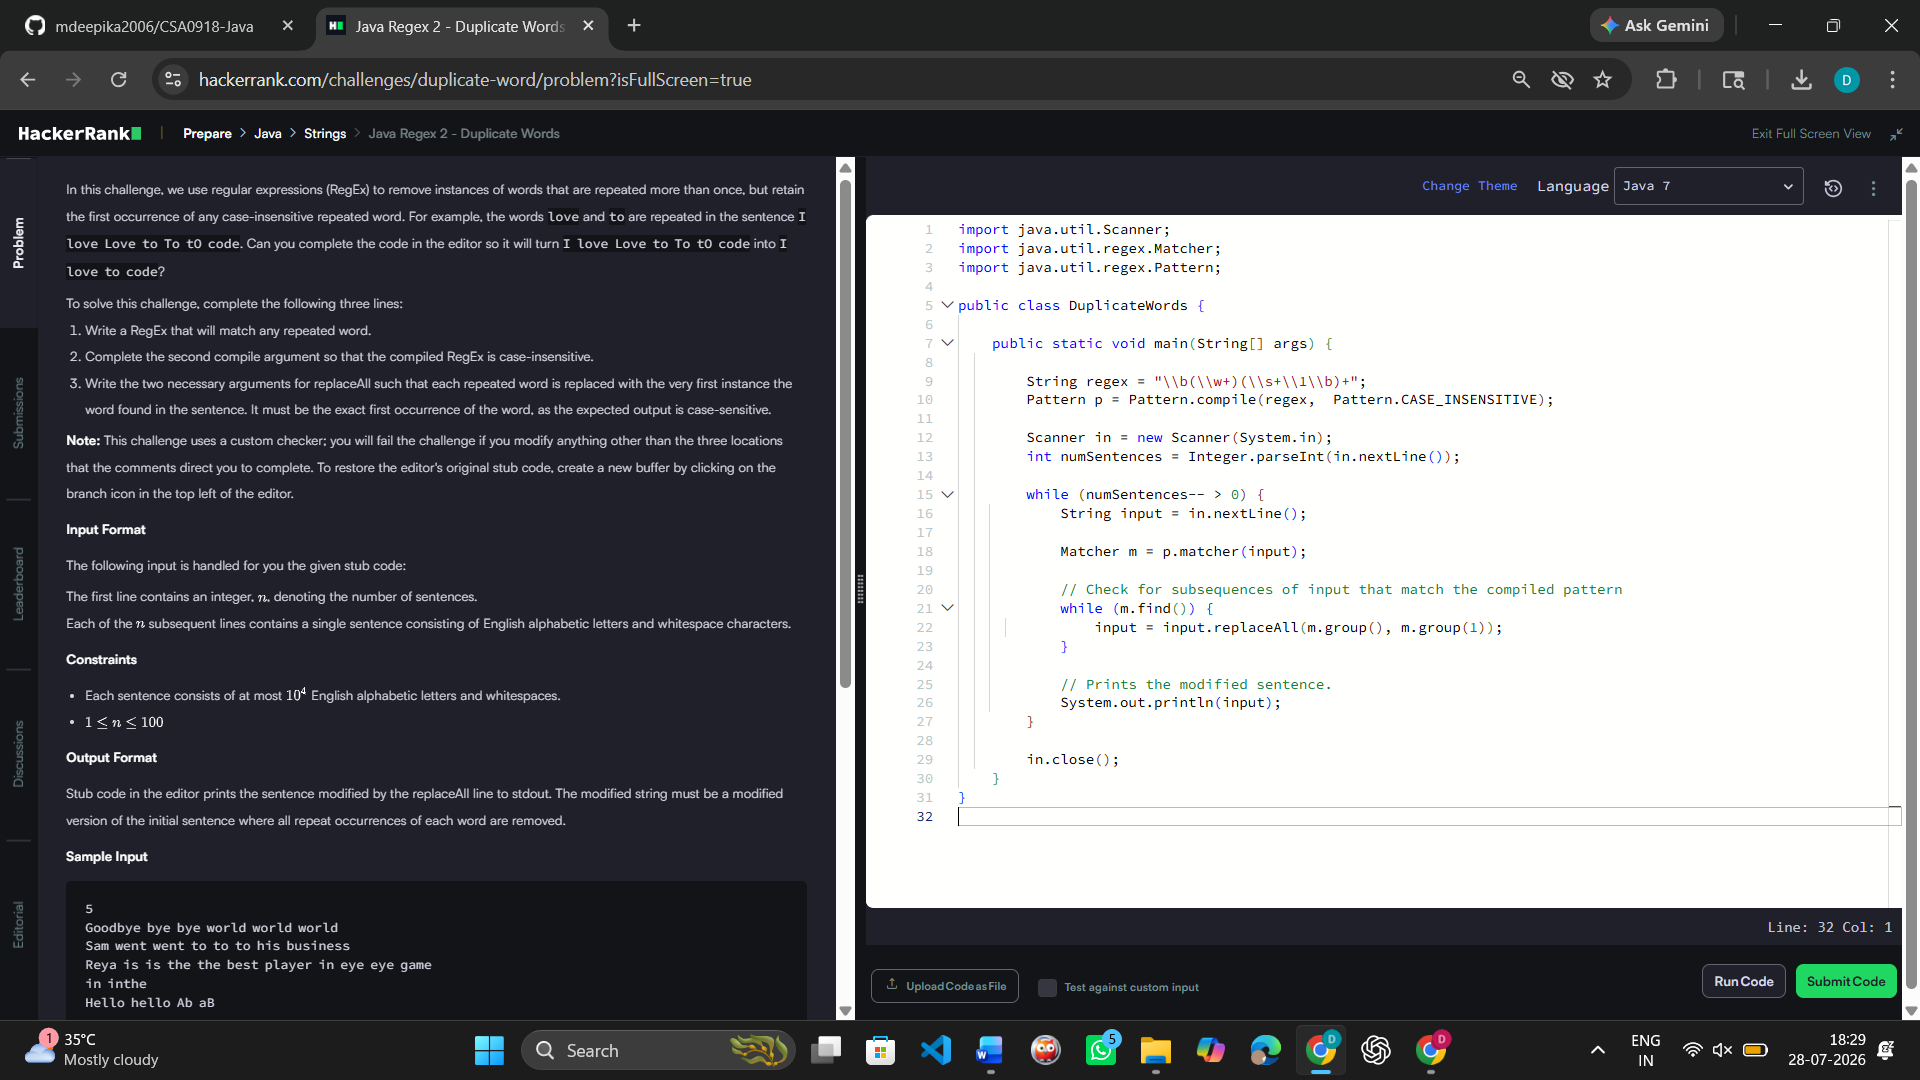 mdeepika2006/CSA0918-Java
Java Regex 2 - Duplicate Words
Ask Gemini
hackerrank.com/challenges/duplicate-word/problem?isFullScreen=true
D
HackerRank
Prepare > Java > Strings > Java Regex 2 - Duplicate Words
Exit Full Screen View
Problem
Submissions
Leaderboard
Discussions
Editorial
In this challenge, we use regular expressions (RegEx) to remove instances of words that are repeated more than once, but retain
the first occurrence of any case-insensitive repeated word. For example, the words love and to are repeated in the sentence I
love Love to To tO code. Can you complete the code in the editor so it will turn I love Love to To tO code into I
love to code?
To solve this challenge, complete the following three lines:
1. Write a RegEx that will match any repeated word.
2. Complete the second compile argument so that the compiled RegEx is case-insensitive.
3. Write the two necessary arguments for replaceAll such that each repeated word is replaced with the very first instance the
word found in the sentence. It must be the exact first occurrence of the word, as the expected output is case-sensitive.
Note: This challenge uses a custom checker; you will fail the challenge if you modify anything other than the three locations
that the comments direct you to complete. To restore the editor's original stub code, create a new buffer by clicking on the
branch icon in the top left of the editor.
Input Format
The following input is handled for you the given stub code:
The first line contains an integer, n, denoting the number of sentences.
Each of the n subsequent lines contains a single sentence consisting of English alphabetic letters and whitespace characters.
Constraints
• Each sentence consists of at most 10⁴ English alphabetic letters and whitespaces.
• 1 ≤ n ≤ 100
Output Format
Stub code in the editor prints the sentence modified by the replaceAll line to stdout. The modified string must be a modified
version of the initial sentence where all repeat occurrences of each word are removed.
Sample Input
5
Goodbye bye bye world world world
Sam went went to to to his business
Reya is is the the best player in eye eye game
in inthe
Hello hello Ab aB
Change Theme Language Java 7
1 import java.util.Scanner;
2 import java.util.regex.Matcher;
3 import java.util.regex.Pattern;
4
5 public class DuplicateWords {
6
7 public static void main(String[] args) {
8
9 String regex = "\\b(\\w+)(\\s+\\1\\b)+";
10 Pattern p = Pattern.compile(regex,  Pattern.CASE_INSENSITIVE);
11
12 Scanner in = new Scanner(System.in);
13 int numSentences = Integer.parseInt(in.nextLine());
14
15 while (numSentences-- > 0) {
16 String input = in.nextLine();
17
18 Matcher m = p.matcher(input);
19
20 // Check for subsequences of input that match the compiled pattern
21 while (m.find()) {
22 input = input.replaceAll(m.group(), m.group(1));
23 }
24
25 // Prints the modified sentence.
26 System.out.println(input);
27 }
28
29 in.close();
30 }
31 }
32
Line: 32 Col: 1
Upload Code as File
Test against custom input
Run Code
Submit Code
1
35°C
Mostly cloudy
Search
W
5
D
D
ENG
IN
18:29
28-07-2026